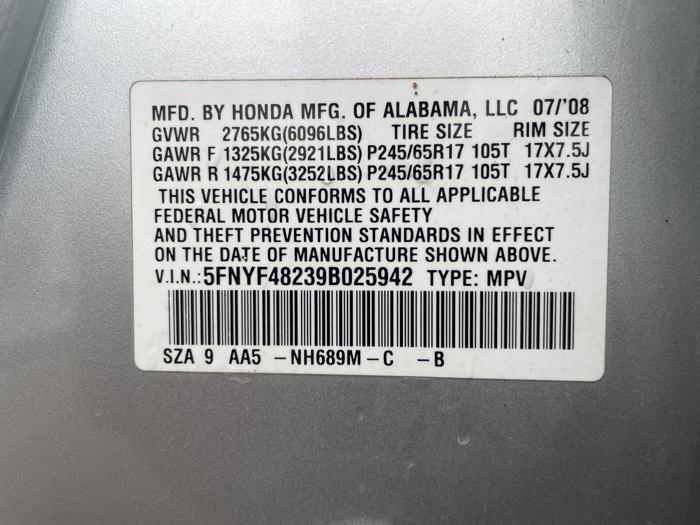 MFD. BY HONDA MFG. OF ALABAMA, LLC 07/'08
GVWR 2765KG(6096LBS) TIRE SIZE RIM SIZE
GAWR F 1325KG(2921LBS) P245/65R17 105T 17X7.5J
GAWR R 1475KG(3252LBS) P245/65R17 105T 17X7.5J
THIS VEHICLE CONFORMS TO ALL APPLICABLE
FEDERAL MOTOR VEHICLE SAFETY
AND THEFT PREVENTION STANDARDS IN EFFECT
ON THE DATE OF MANUFACTURE SHOWN ABOVE.
V.I.N.:5FNYF48239B025942 TYPE: MPV
SZA 9 AA5 -NH689M-C -B